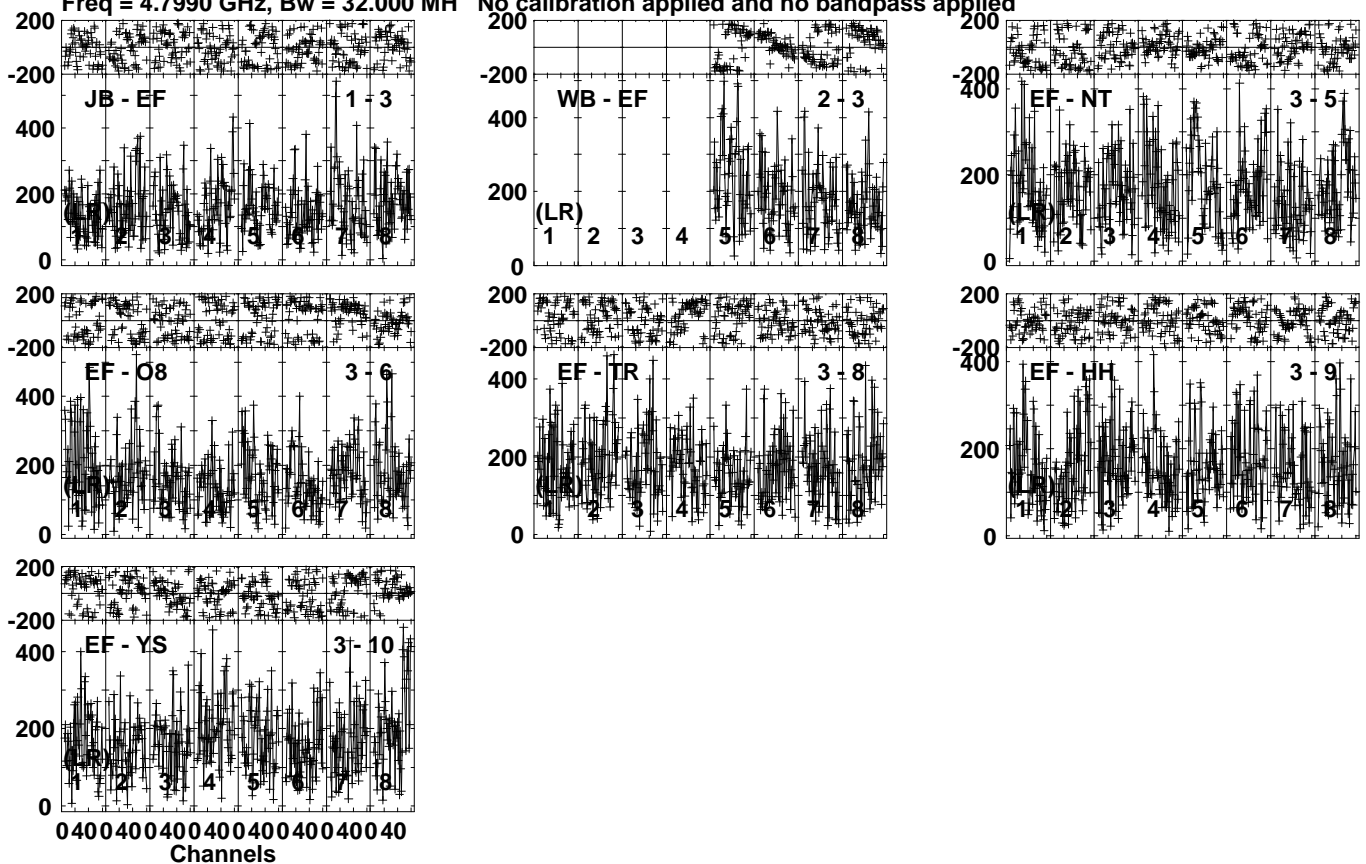 Freq = 4.7990 GHz, Bw = 32.000 MH No calibration applied and no bandpass applied
200
-200
JB - EF 1 - 3
400
200
(LR)
1 2 3 4 5 6 7 8
0
200
-200
WB - EF 2 - 3
400
200
(LR)
1 2 3 4 5 6 7 8
0
200
-200
400
EF - NT 3 - 5
200
(LR)
1 2 3 4 5 6 7 8
0
200
-200
EF - O8 3 - 6
400
200
(LR)
1 2 3 4 5 6 7 8
0
200
-200
EF - TR 3 - 8
400
200
(LR)
1 2 3 4 5 6 7 8
0
200
-200
400
EF - HH 3 - 9
200
(LR)
1 2 3 4 5 6 7 8
0
200
-200
EF - YS 3 - 10
400
200
(LR)
1 2 3 4 5 6 7 8
0
0 40 0 40 0 40 0 40 0 40 0 40 0 40 0 40
Channels